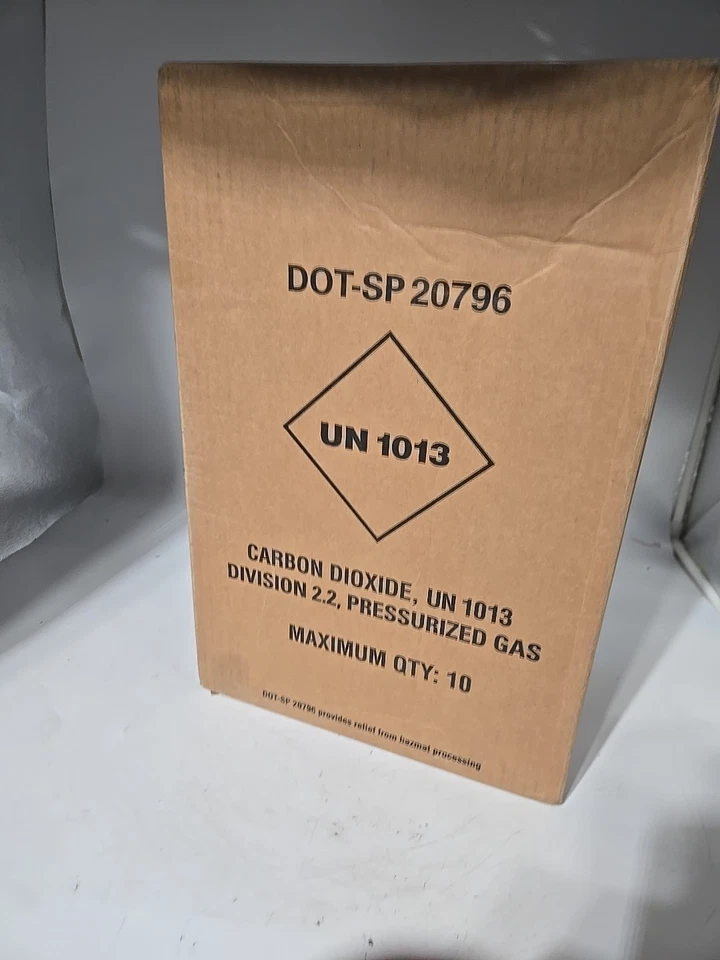 DOT-SP 20796
UN 1013
CARBON DIOXIDE, UN 1013
DIVISION 2.2, PRESSURIZED GAS
MAXIMUM QTY: 10
DOT-SP 20796 provides relief from hazmat processing